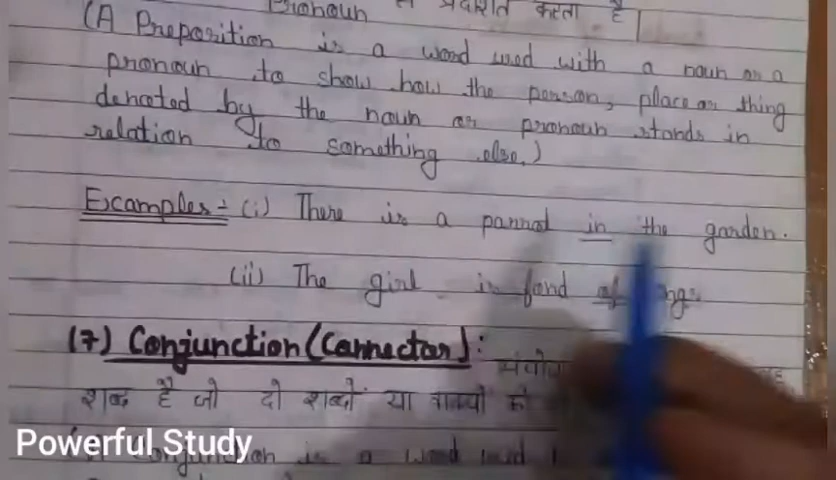 Pronoun से प्रदर्शित करता है
(A Preposition is a word used with a noun or a
pronoun to show how the person, place or thing
denoted by the noun or pronoun stands in
relation to something else.)
Examples:- (i) There is a parrot in the garden.
(ii) The girl is fond of
(7) Conjunction (Connector):
शब्द है जो दो शब्दों या वाक्यों को
Conjunction is a word used
Powerful Study